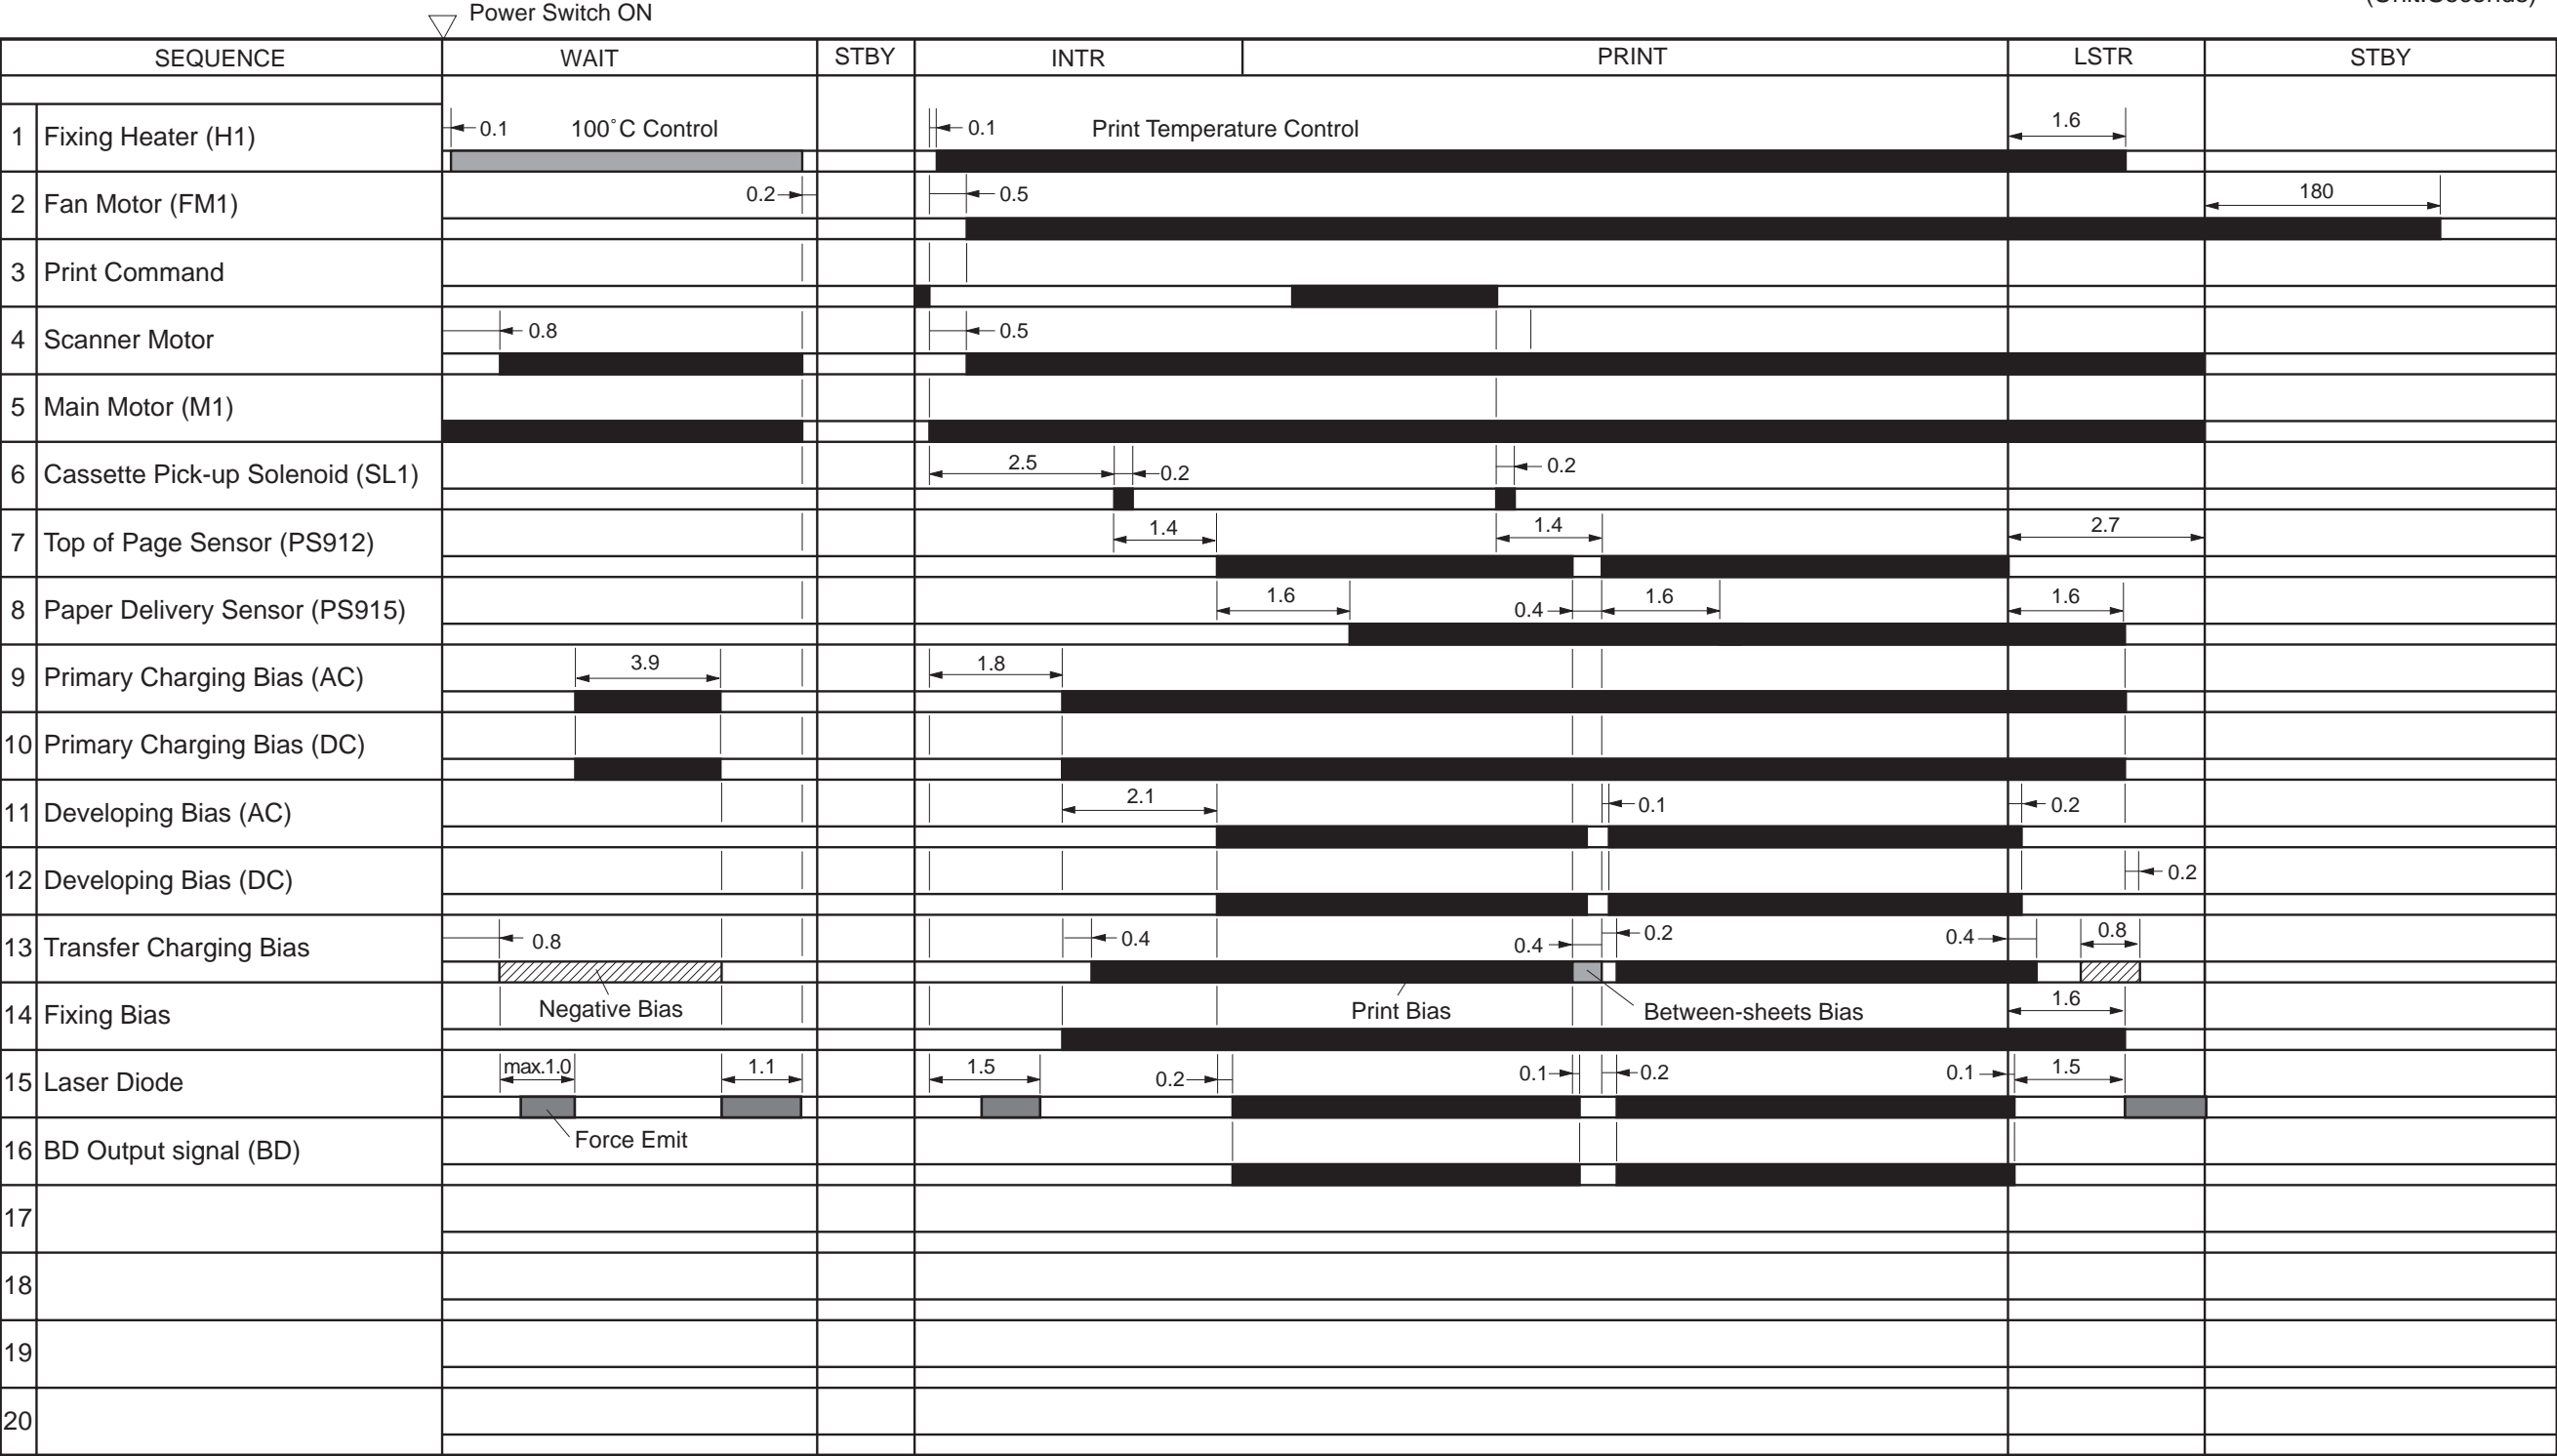 Power Switch ON
SEQUENCE WAIT STBY INTR PRINT LSTR STBY
1 Fixing Heater (H1) 0.1 100˚C Control 0.1 Print Temperature Control 1.6
2 Fan Motor (FM1) 0.2 0.5 180
3 Print Command
4 Scanner Motor 0.8 0.5
5 Main Motor (M1)
6 Cassette Pick-up Solenoid (SL1) 2.5 0.2 0.2
7 Top of Page Sensor (PS912) 1.4 1.4 2.7
8 Paper Delivery Sensor (PS915) 1.6 0.4 1.6 1.6
9 Primary Charging Bias (AC) 3.9 1.8
10 Primary Charging Bias (DC)
11 Developing Bias (AC) 2.1 0.1 0.2
12 Developing Bias (DC) 0.2
13 Transfer Charging Bias 0.8 0.4 0.4 0.2 0.4 0.8
14 Fixing Bias Negative Bias Print Bias Between-sheets Bias 1.6
15 Laser Diode max.1.0 1.1 1.5 0.2 0.1 0.2 0.1 1.5
Force Emit
16 BD Output signal (BD)
17
18
19
20